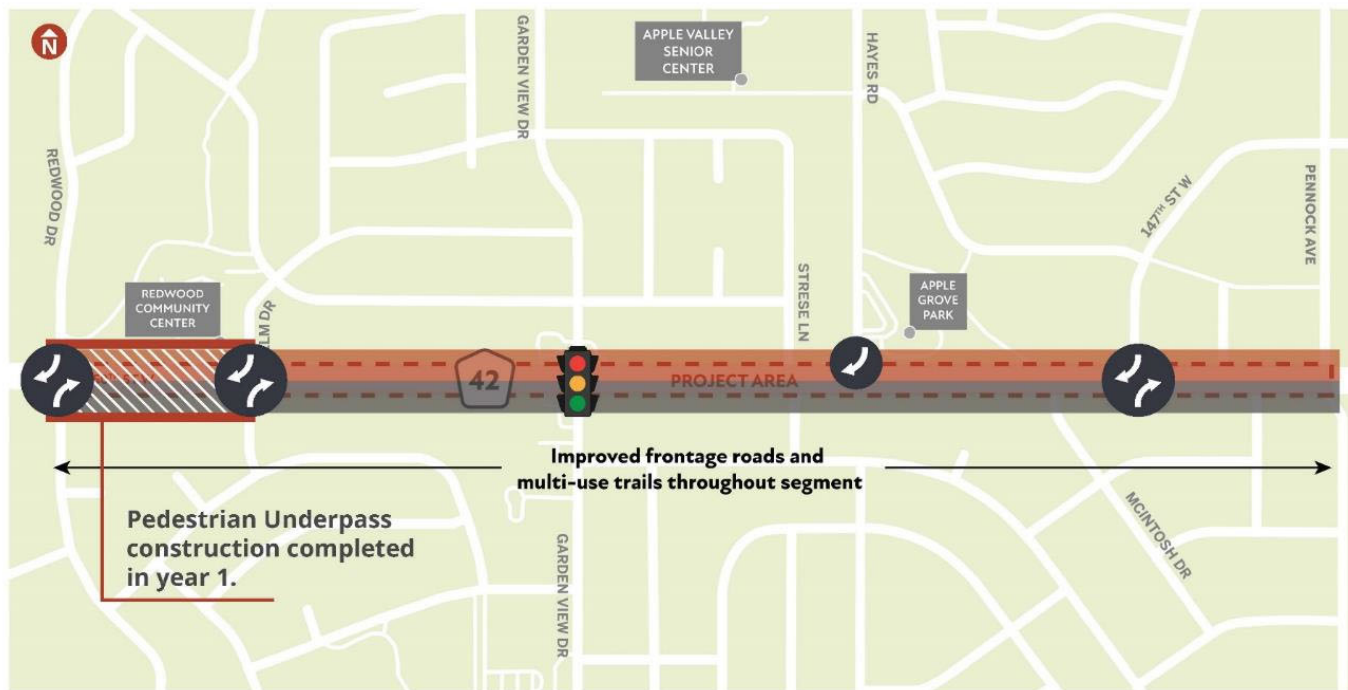 N
GARDEN VIEW DR
APPLE VALLEY
SENIOR
CENTER
HAYES RD
REDWOOD DR
147TH ST W
PENNOCK AVE
REDWOOD
COMMUNITY
CENTER
ELM DR
STRESE LN
APPLE
GROVE
PARK
42
PROJECT AREA
Improved frontage roads and
multi-use trails throughout segment
Pedestrian Underpass
construction completed
in year 1.
GARDEN VIEW DR
MCINTOSH DR